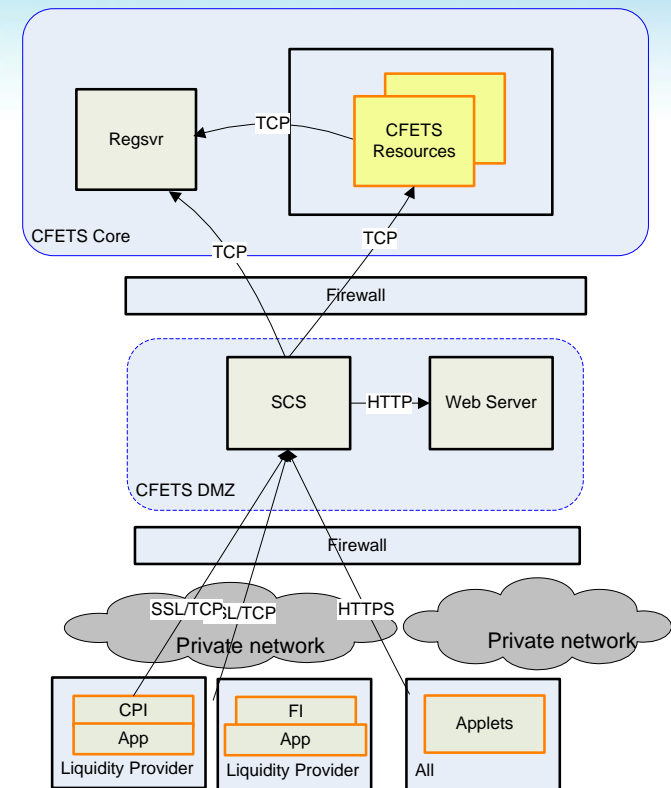 Regsvr
TCP
CFETS
Resources
CFETS Core
TCP
TCP
Firewall
SCS
HTTP
Web Server
CFETS DMZ
Firewall
SSL/TCP
SL/TCP
HTTPS
Private network
Private network
CPI
App
Liquidity Provider
FI
App
Liquidity Provider
Applets
All